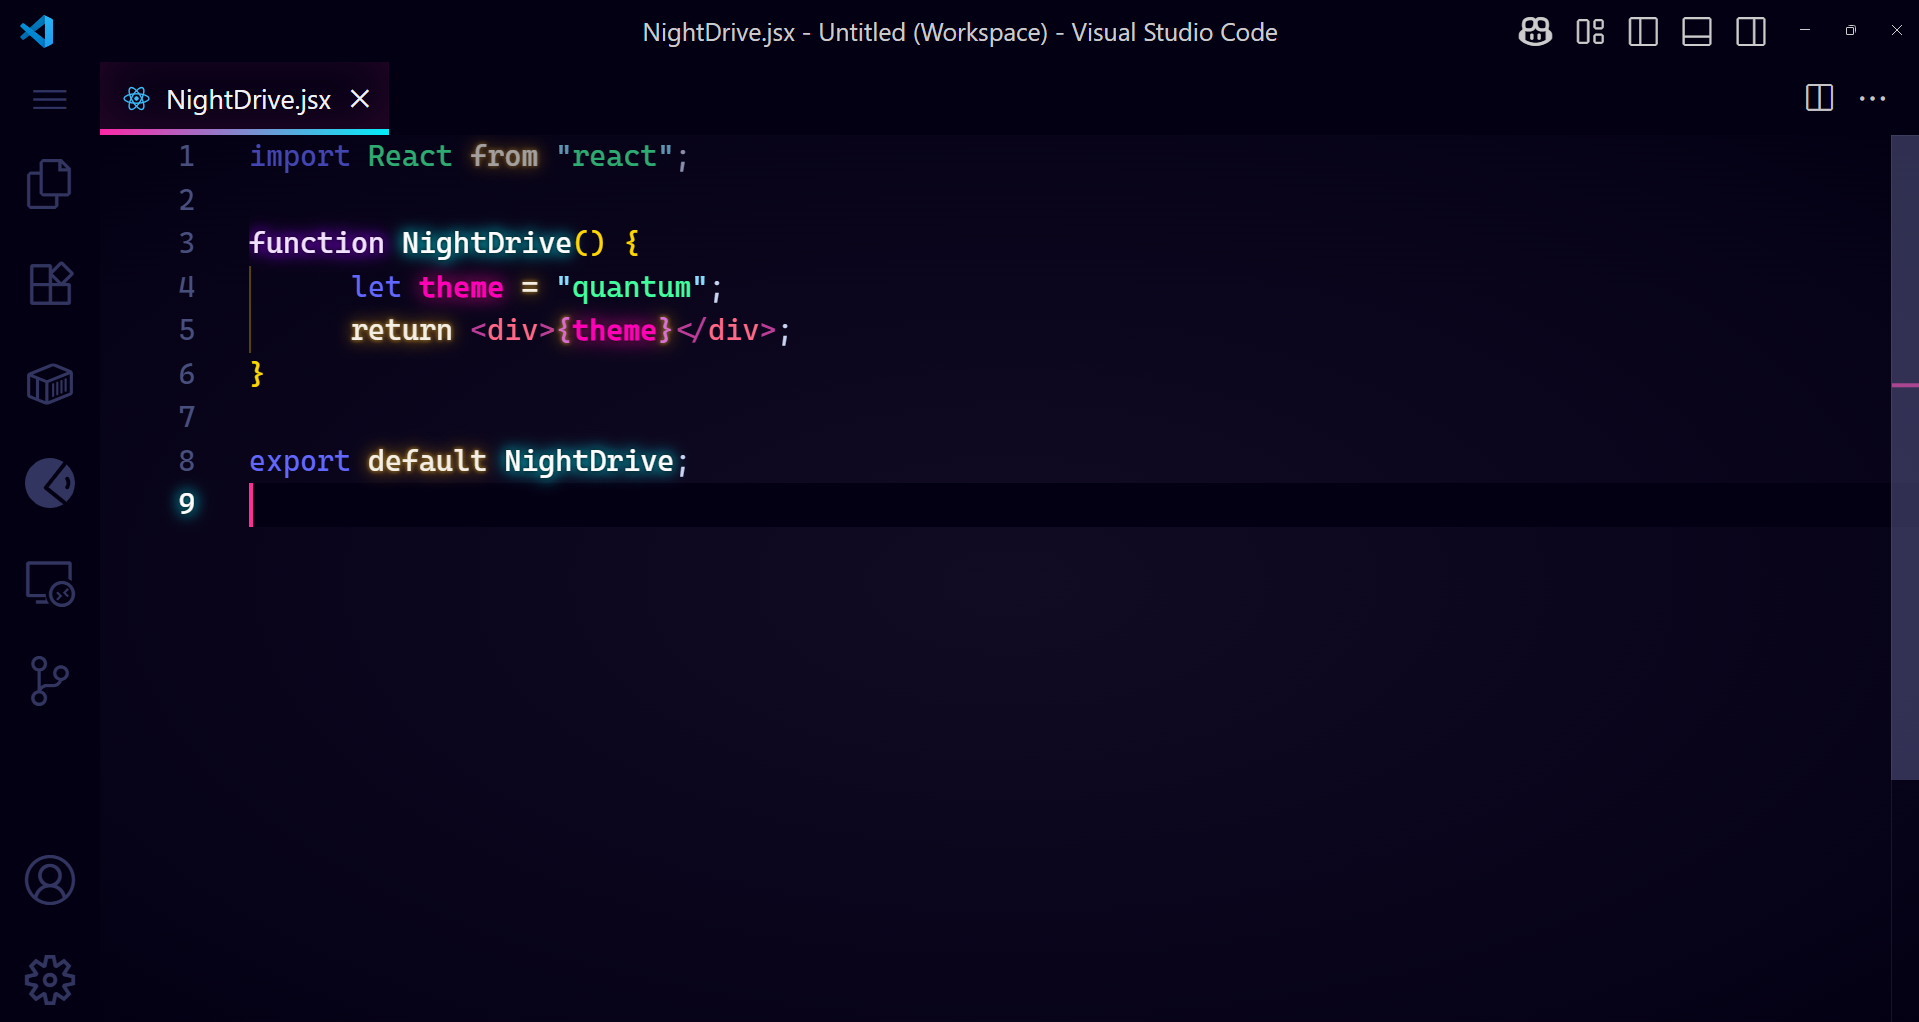 NightDrive.jsx - Untitled (Workspace) - Visual Studio Code
NightDrive.jsx
1 import React from "react";
2
3 function NightDrive() {
4 let theme = "quantum";
5 return <div>{theme}</div>;
6 }
7
8 export default NightDrive;
9